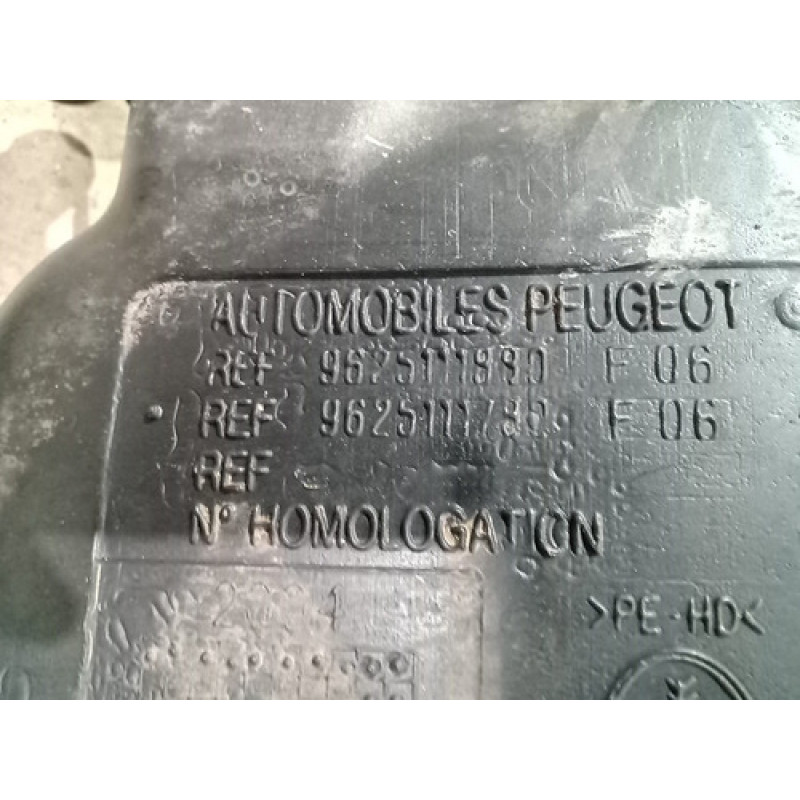 AUTOMOBILES PEUGEOT
REF 9625111880 F 06
REF 9625111780 F 06
REF
N° HOMOLOGATION
>PE-HD<